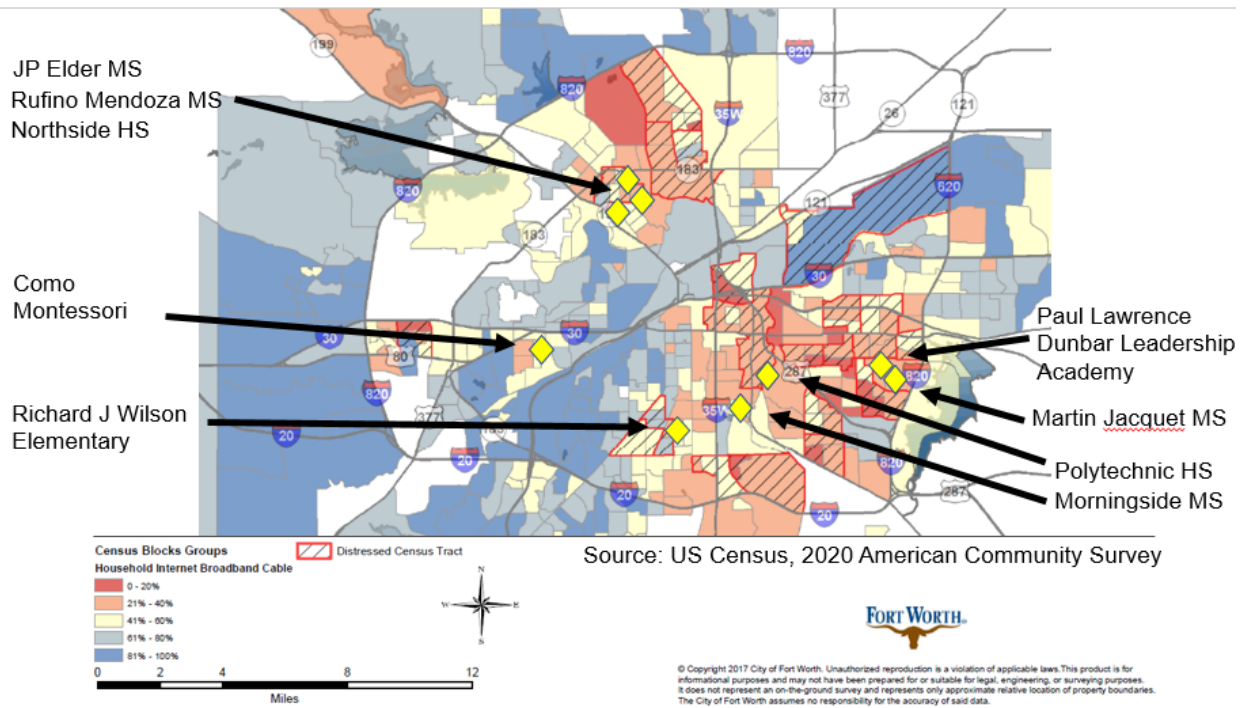 JP Elder MS
Rufino Mendoza MS
Northside HS
Como
Montessori
Richard J Wilson
Elementary
Paul Lawrence
Dunbar Leadership
Academy
Martin Jacquet MS
Polytechnic HS
Morningside MS
199
820
820
377
26
121
35W
820
183
820
121
183
30
30
30
80
820
287
820
377
35W
20
20
820
20
20
287
Census Blocks Groups
Distressed Census Tract
Household Internet Broadband Cable
0 - 20%
21% - 40%
41% - 60%
61% - 80%
81% - 100%
0 2 4 8 12
Miles
N
W E
S
Source: US Census, 2020 American Community Survey
FORT WORTH®
© Copyright 2017 City of Fort Worth. Unauthorized reproduction is a violation of applicable laws.This product is for
informational purposes and may not have been prepared for or suitable for legal, engineering, or surveying purposes.
It does not represent an on-the-ground survey and represents only approximate relative location of property boundaries.
The City of Fort Worth assumes no responsibility for the accuracy of said data.